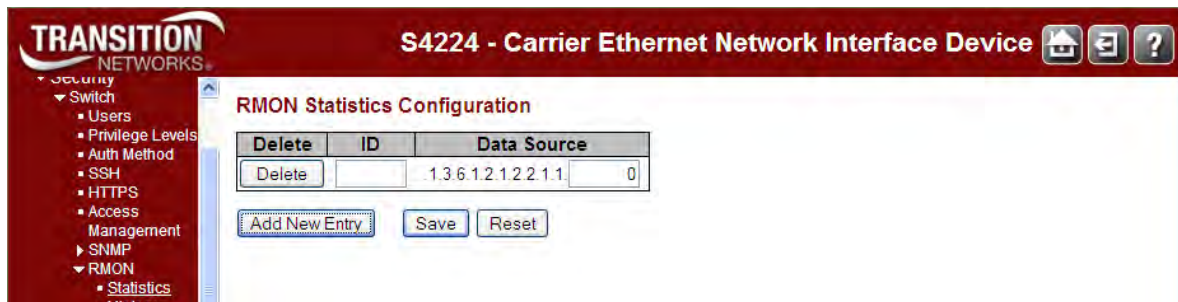 TRANSITION
NETWORKS®
S4224 - Carrier Ethernet Network Interface Device
?
Security
Switch
Users
Privilege Levels
Auth Method
SSH
HTTPS
Access
Management
SNMP
RMON
Statistics
RMON Statistics Configuration
Delete ID Data Source
Delete .1.3.6.1.2.1.2.2.1.1. 0
Add New Entry Save Reset